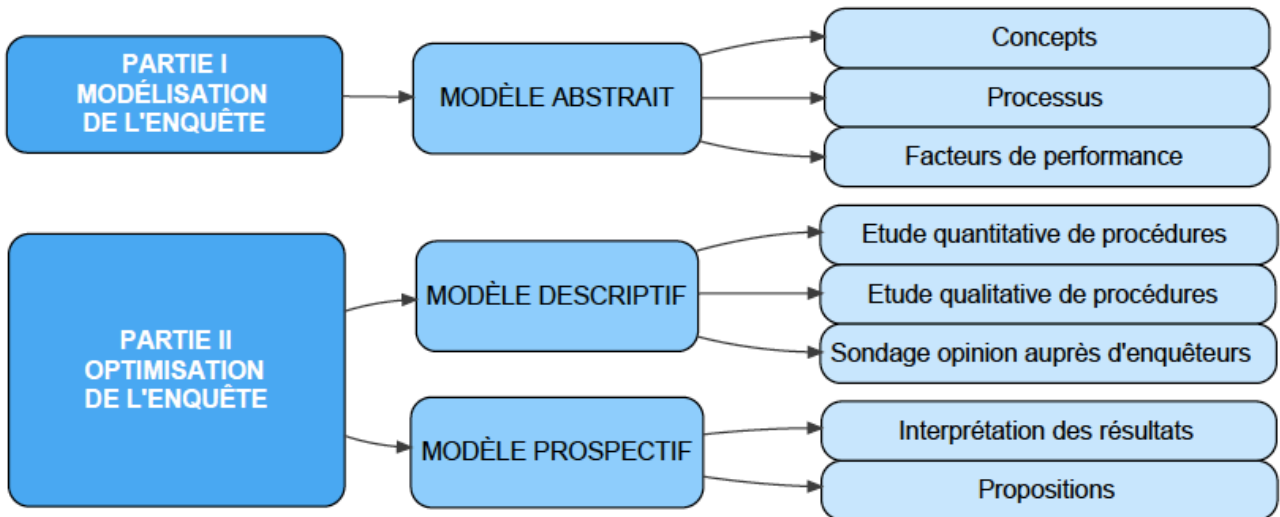 PARTIE I
MODÉLISATION
DE L'ENQUÊTE
MODÈLE ABSTRAIT
Concepts
Processus
Facteurs de performance
PARTIE II
OPTIMISATION
DE L'ENQUÊTE
MODÈLE DESCRIPTIF
Etude quantitative de procédures
Etude qualitative de procédures
Sondage opinion auprès d'enquêteurs
MODÈLE PROSPECTIF
Interprétation des résultats
Propositions